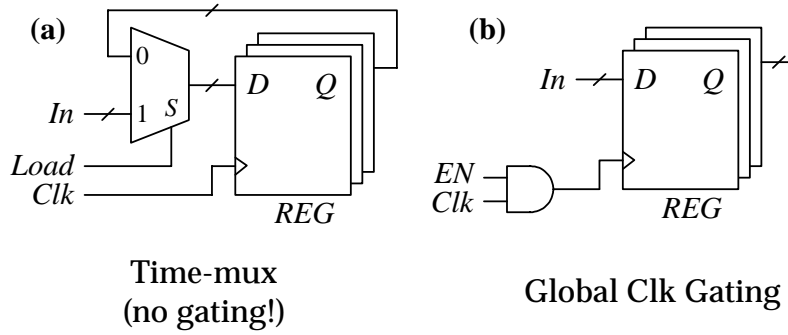 (a)
0
In
1
S
D
Q
Load
Clk
REG
Time-mux
(no gating!)
(b)
In
D
Q
EN
Clk
REG
Global Clk Gating